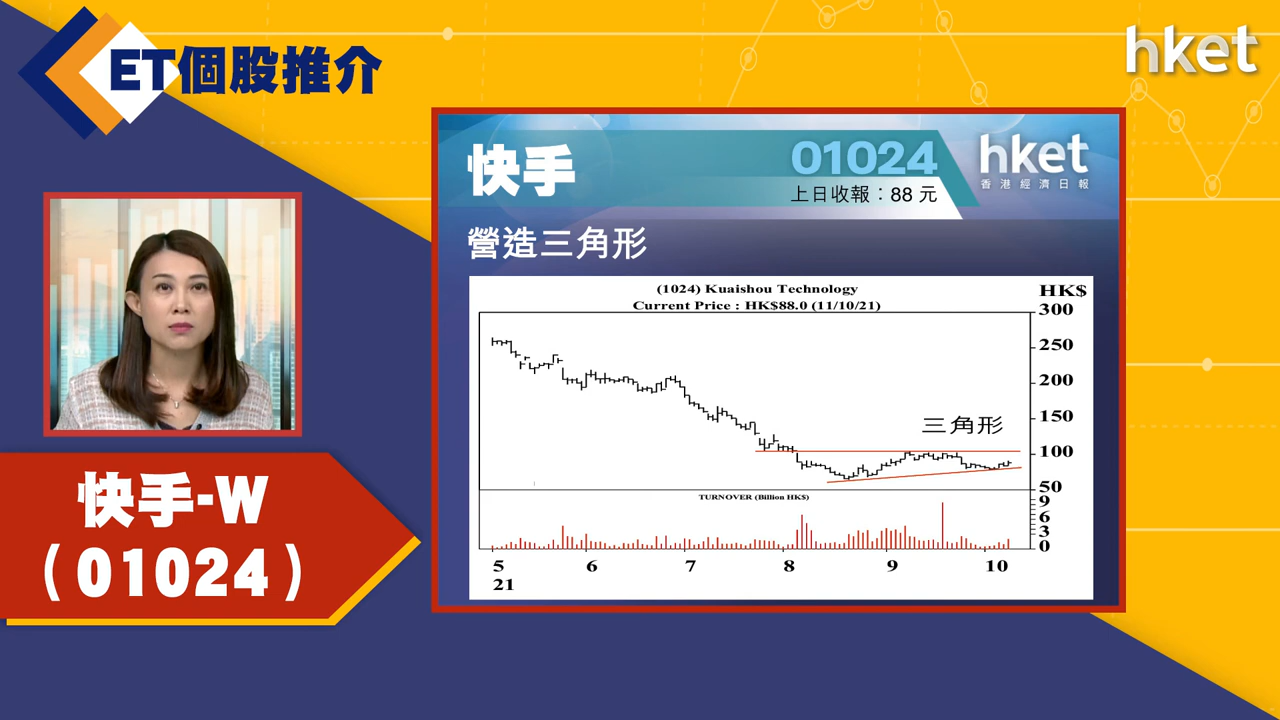 ET個股推介
hket
快手
01024
上日收報：88 元
hket
香港經濟日報
營造三角形
(1024) Kuaishou Technology
Current Price : HK$88.0 (11/10/21)
HK$
300
250
200
150
100
50
三角形
TURNOVER (Billion HK$)
9
6
3
0
5 6 7 8 9 10
21
快手-W
（01024）